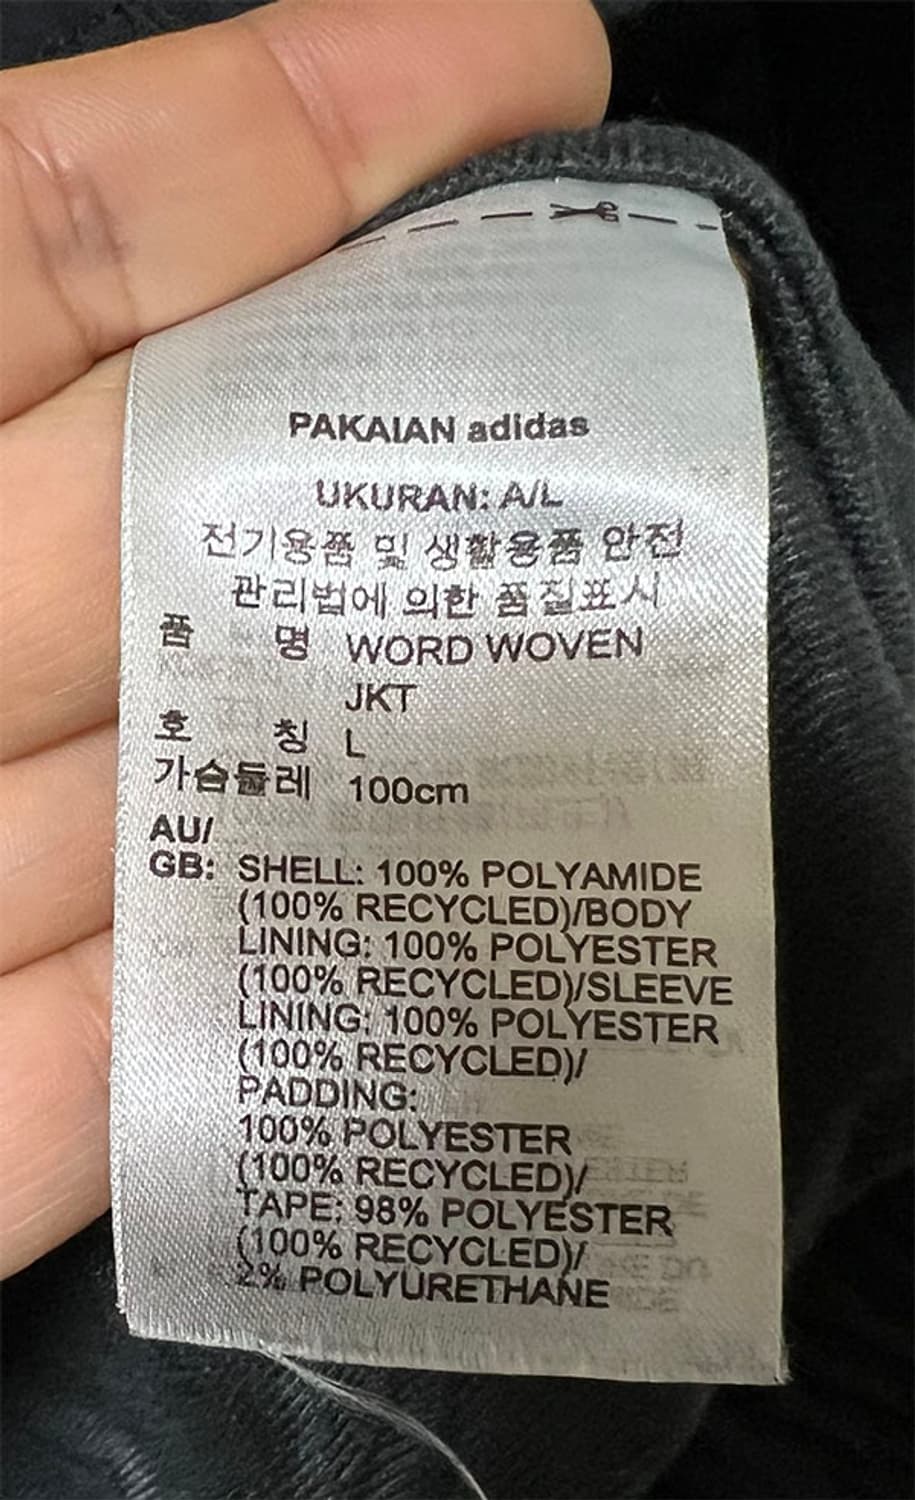 PAKAIAN adidas
UKURAN: A/L
전기용품 및 생활용품 안전
관리법에 의한 품질표시
품 명 WORD WOVEN
JKT
호 칭 L
가슴둘레 100cm
AU/
GB: SHELL: 100% POLYAMIDE
(100% RECYCLED)/BODY
LINING: 100% POLYESTER
(100% RECYCLED)/SLEEVE
LINING: 100% POLYESTER
(100% RECYCLED)/
PADDING:
100% POLYESTER
(100% RECYCLED)/
TAPE: 98% POLYESTER
(100% RECYCLED)/
2% POLYURETHANE